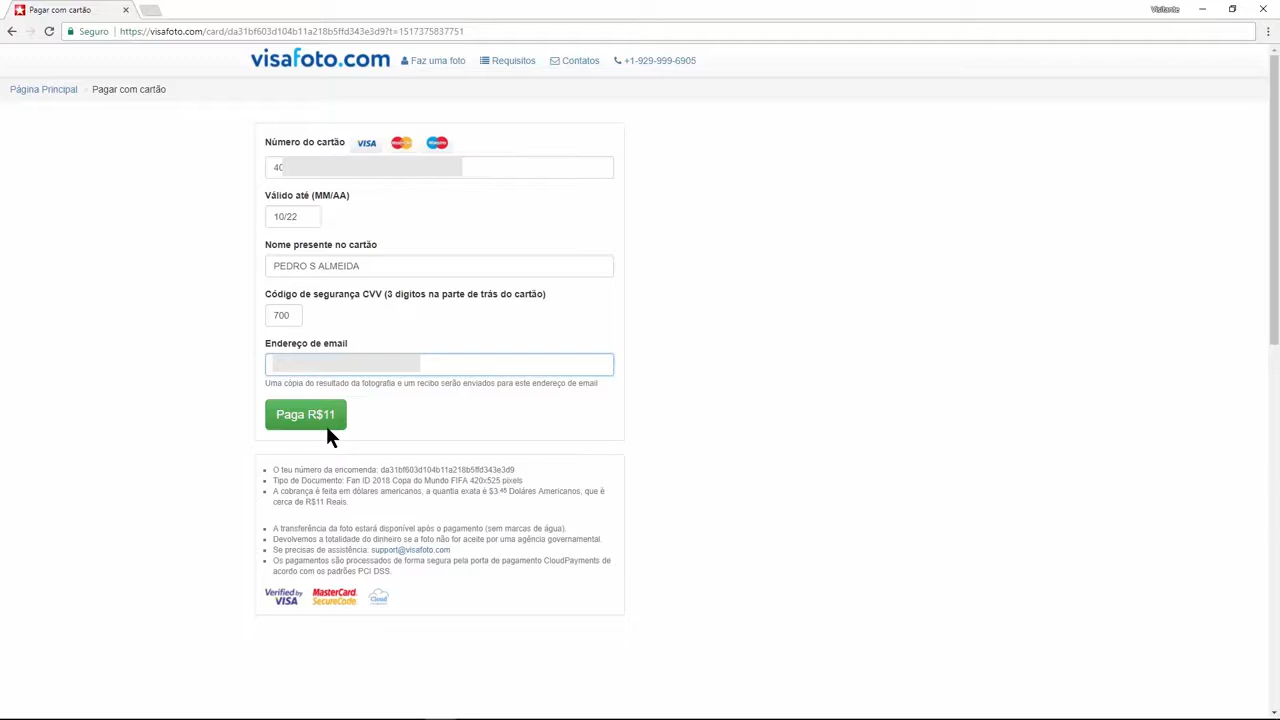 Pagar com cartão
Visitante
Seguro https://visafoto.com/card/da31bf603d104b11a218b5ffd343e3d9?t=1517375837751
visafoto.com Faz uma foto Requisitos Contatos +1-929-999-6905
Página Principal Pagar com cartão
Número do cartão VISA
40
Válido até (MM/AA)
10/22
Nome presente no cartão
PEDRO S ALMEIDA
Código de segurança CVV (3 digitos na parte de trás do cartão)
700
Endereço de email
Uma cópia do resultado da fotografia e um recibo serão enviados para este endereço de email
Paga R$11
O teu número da encomenda: da31bf603d104b11a218b5ffd343e3d9
Tipo de Documento: Fan ID 2018 Copa do Mundo FIFA 420x525 pixels
A cobrança é feita em dólares americanos, a quantia exata é $3.45 Doláres Americanos, que é
cerca de R$11 Reais.
A transferência da foto estará disponível após o pagamento (sem marcas de água).
Devolvemos a totalidade do dinheiro se a foto não for aceite por uma agência governamental.
Se precisas de assistência: support@visafoto.com
Os pagamentos são processados de forma segura pela porta de pagamento CloudPayments de
acordo com os padrões PCI DSS.
Verified by VISA MasterCard. SecureCode. Cloud